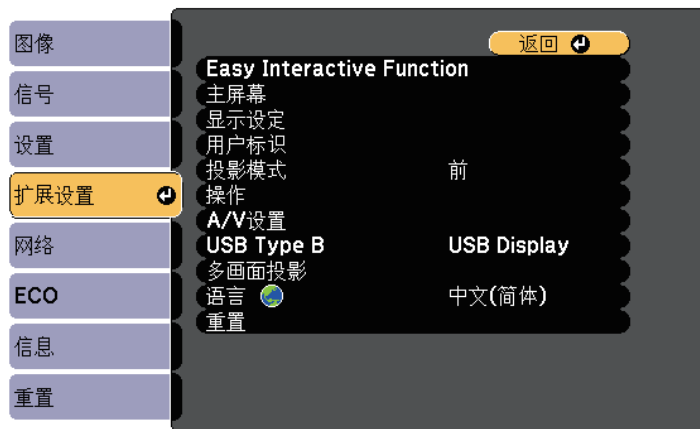 图像
信号
设置
扩展设置
网络
ECO
信息
重置
返回
Easy Interactive Function
主屏幕
显示设定
用户标识
投影模式 前
操作
A/V设置
USB Type B USB Display
多画面投影
语言 中文(简体)
重置